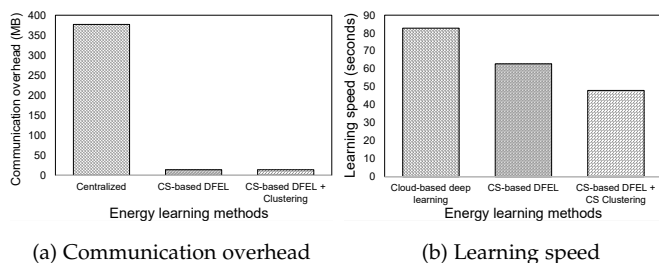 Communication overhead (MB)
400
350
300
250
200
150
100
50
0
Centralized
CS-based DFEL
CS-based DFEL +
Clustering
Energy learning methods
(a) Communication overhead
Learning speed (seconds)
90
80
70
60
50
40
30
20
10
0
Cloud-based deep
learning
CS-based DFEL
CS-based DFEL +
CS Clustering
Energy learning methods
(b) Learning speed